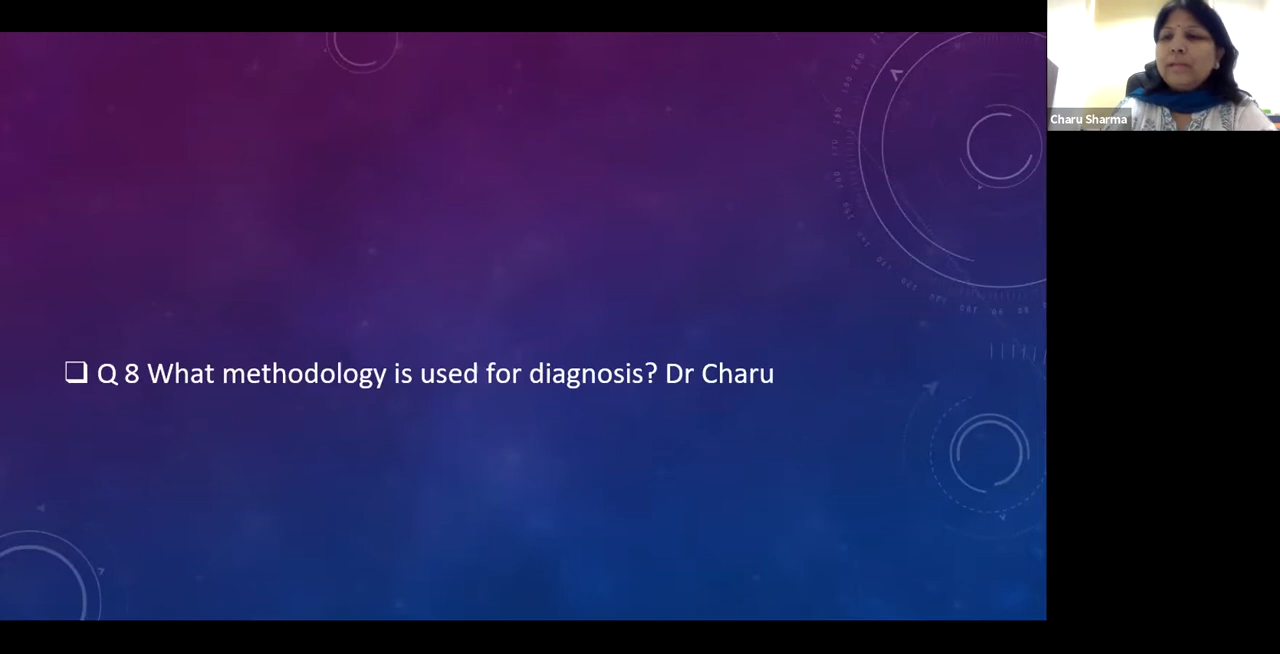 Charu Sharma
❑ Q 8 What methodology is used for diagnosis? Dr Charu